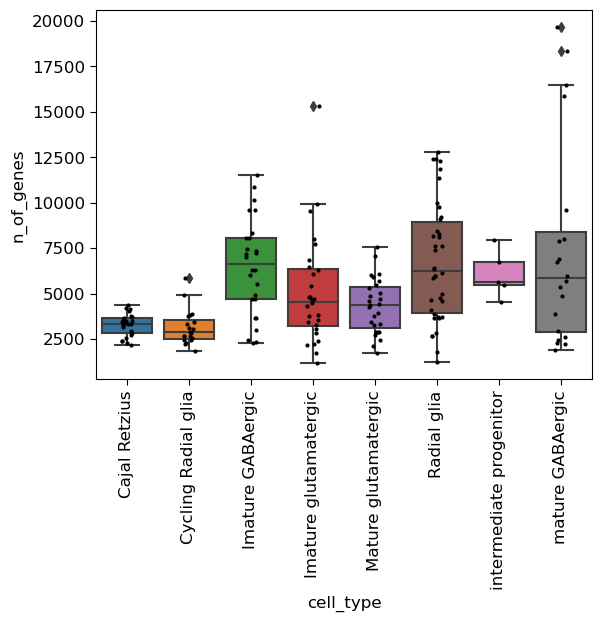 20000
17500
15000
12500
10000
7500
5000
2500
n_of_genes
Cajal Retzius
Cycling Radial glia
Imature GABAergic
Imature glutamatergic
Mature glutamatergic
Radial glia
intermediate progenitor
mature GABAergic
cell_type